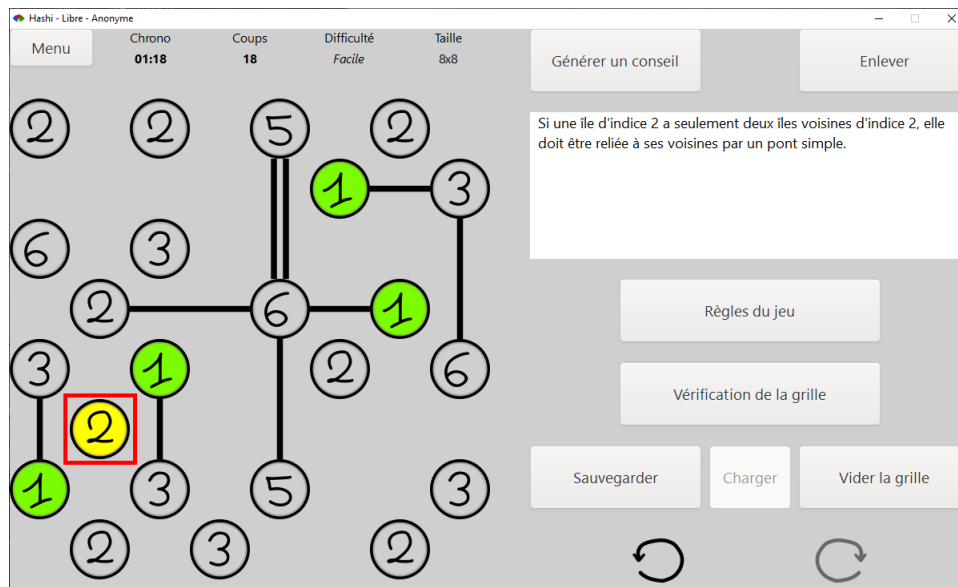 Hashi - Libre - Anonyme
Menu
Chrono Coups Difficulté Taille
01:18 18 Facile 8x8
Générer un conseil
Enlever
Si une île d'indice 2 a seulement deux îles voisines d'indice 2, elle
doit être reliée à ses voisines par un pont simple.
2 2 5 2
1 3
6 3
2 6 1
3 1 2 6
2
1 3 5 3
2 3 2
Règles du jeu
Vérification de la grille
Sauvegarder
Charger
Vider la grille